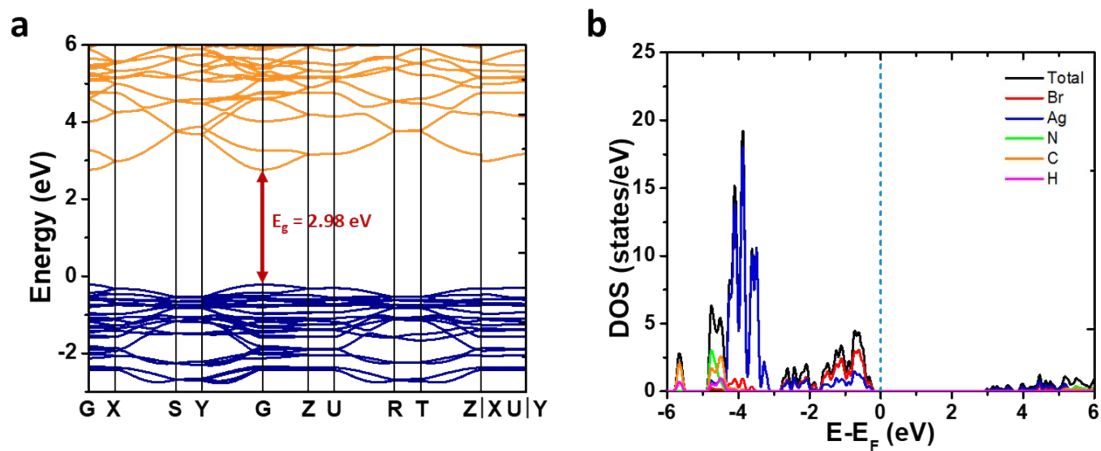 a
6
4
2
0
-2
Energy (eV)
E_g = 2.98 eV
G X S Y G Z U R T Z|X U|Y
b
25
20
15
10
5
0
DOS (states/eV)
Total
Br
Ag
N
C
H
-6 -4 -2 0 2 4 6
E-E_F (eV)